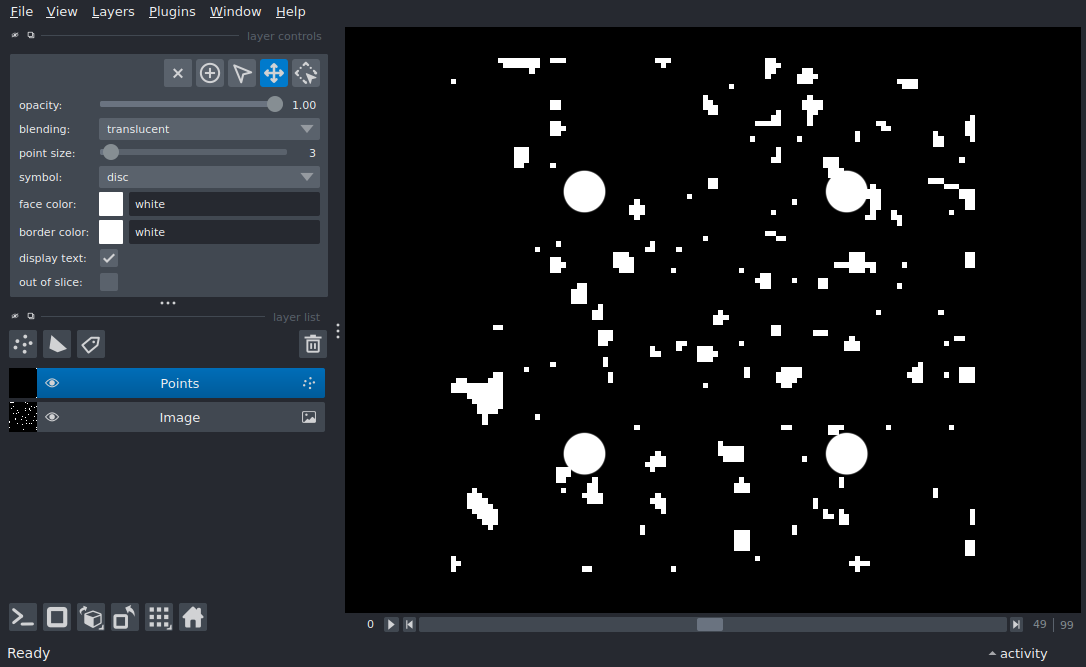 File View Layers Plugins Window Help
layer controls
opacity: 1.00
blending: translucent
point size: 3
symbol: disc
face color: white
border color: white
display text:
out of slice:
layer list
Points
Image
0 49 | 99
Ready activity